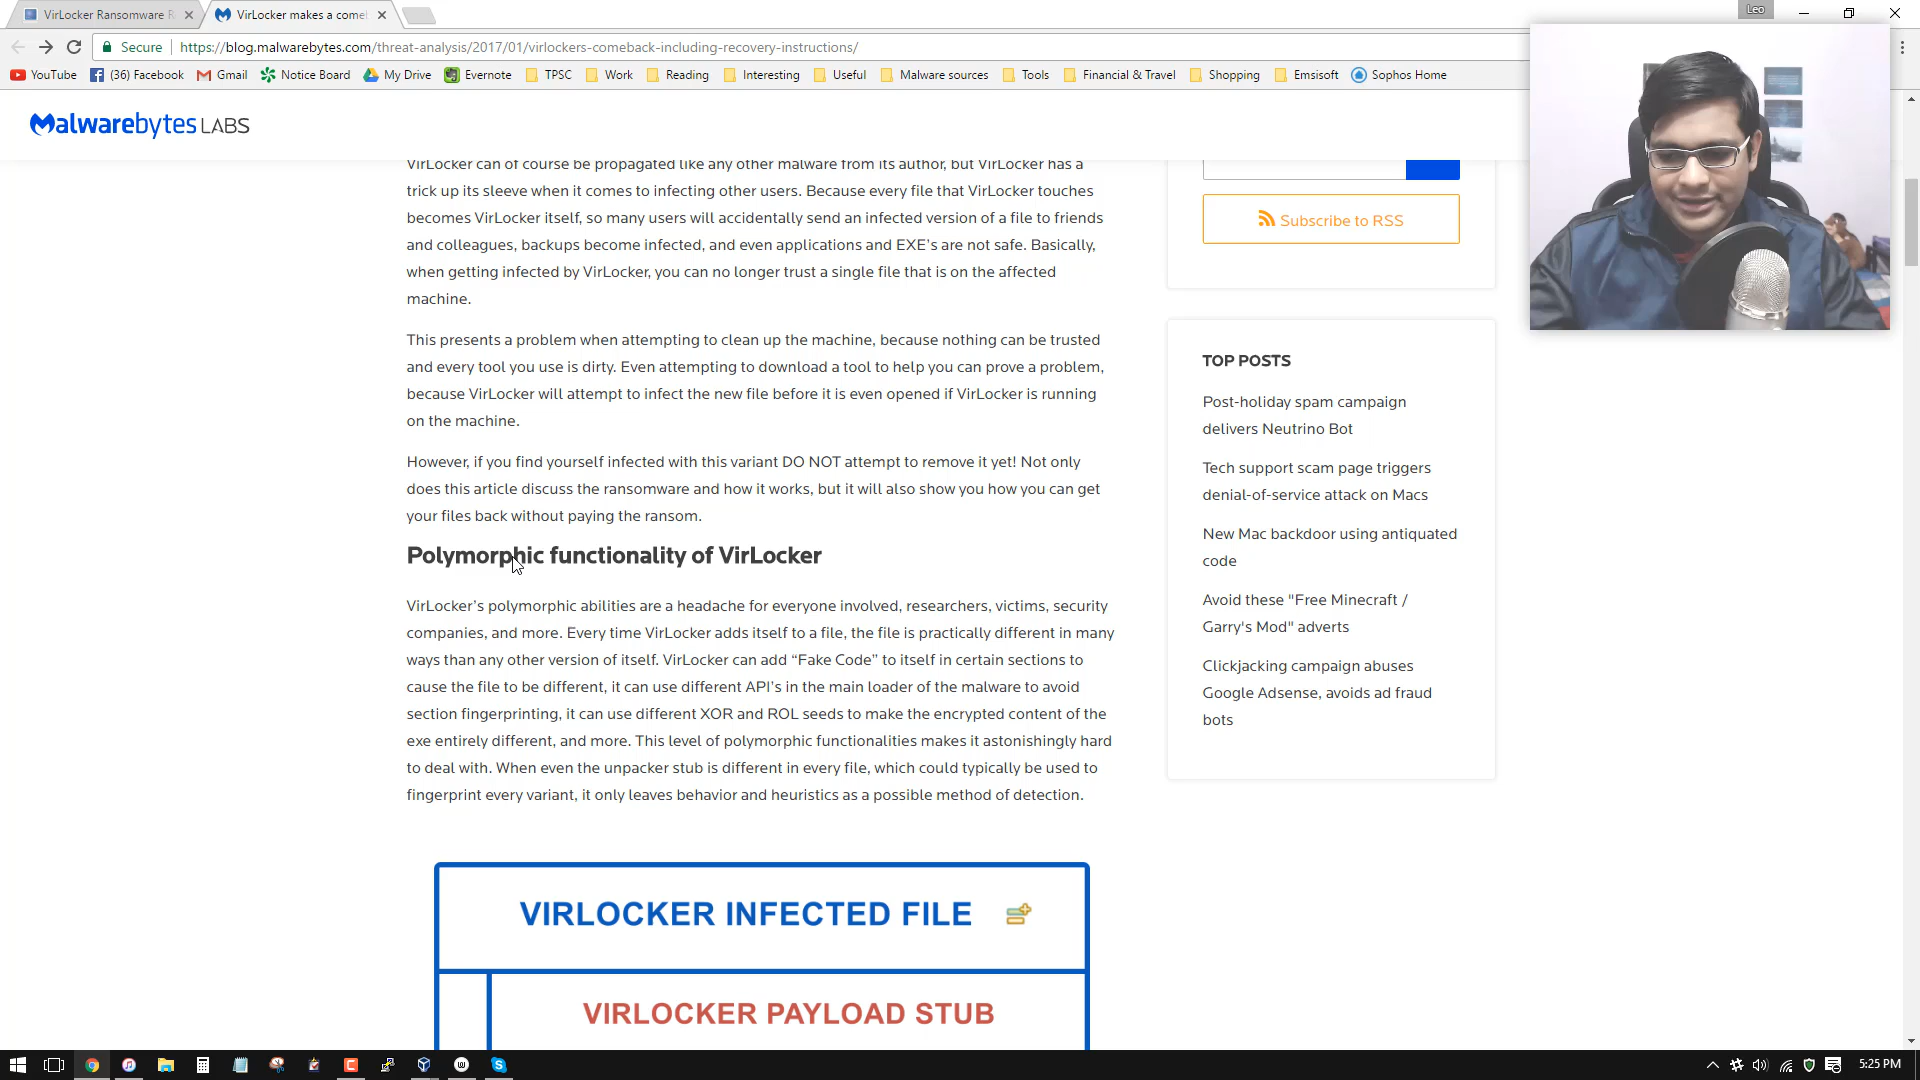 VirLocker Ransomware R
VirLocker makes a come
Leo
Secure
https://blog.malwarebytes.com/threat-analysis/2017/01/virlockers-comeback-including-recovery-instructions/
YouTube
(36) Facebook
Gmail
Notice Board
My Drive
Evernote
TPSC
Work
Reading
Interesting
Useful
Malware sources
Tools
Financial & Travel
Shopping
Emsisoft
Sophos Home
Malwarebytes LABS
VirLocker can of course be propagated like any other malware from its author, but VirLocker has a
trick up its sleeve when it comes to infecting other users. Because every file that VirLocker touches
becomes VirLocker itself, so many users will accidentally send an infected version of a file to friends
and colleagues, backups become infected, and even applications and EXE's are not safe. Basically,
when getting infected by VirLocker, you can no longer trust a single file that is on the affected
machine.
This presents a problem when attempting to clean up the machine, because nothing can be trusted
and every tool you use is dirty. Even attempting to download a tool to help you can prove a problem,
because VirLocker will attempt to infect the new file before it is even opened if VirLocker is running
on the machine.
However, if you find yourself infected with this variant DO NOT attempt to remove it yet! Not only
does this article discuss the ransomware and how it works, but it will also show you how you can get
your files back without paying the ransom.
Polymorphic functionality of VirLocker
VirLocker's polymorphic abilities are a headache for everyone involved, researchers, victims, security
companies, and more. Every time VirLocker adds itself to a file, the file is practically different in many
ways than any other version of itself. VirLocker can add “Fake Code” to itself in certain sections to
cause the file to be different, it can use different API's in the main loader of the malware to avoid
section fingerprinting, it can use different XOR and ROL seeds to make the encrypted content of the
exe entirely different, and more. This level of polymorphic functionalities makes it astonishingly hard
to deal with. When even the unpacker stub is different in every file, which could typically be used to
fingerprint every variant, it only leaves behavior and heuristics as a possible method of detection.
VIRLOCKER INFECTED FILE
VIRLOCKER PAYLOAD STUB
Subscribe to RSS
TOP POSTS
Post-holiday spam campaign
delivers Neutrino Bot
Tech support scam page triggers
denial-of-service attack on Macs
New Mac backdoor using antiquated
code
Avoid these "Free Minecraft /
Garry's Mod" adverts
Clickjacking campaign abuses
Google Adsense, avoids ad fraud
bots
5:25 PM